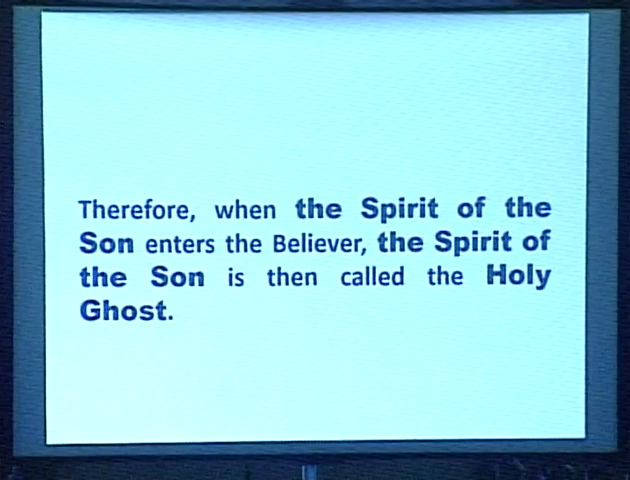 Therefore, when the Spirit of the
Son enters the Believer, the Spirit of
the Son is then called the Holy
Ghost.